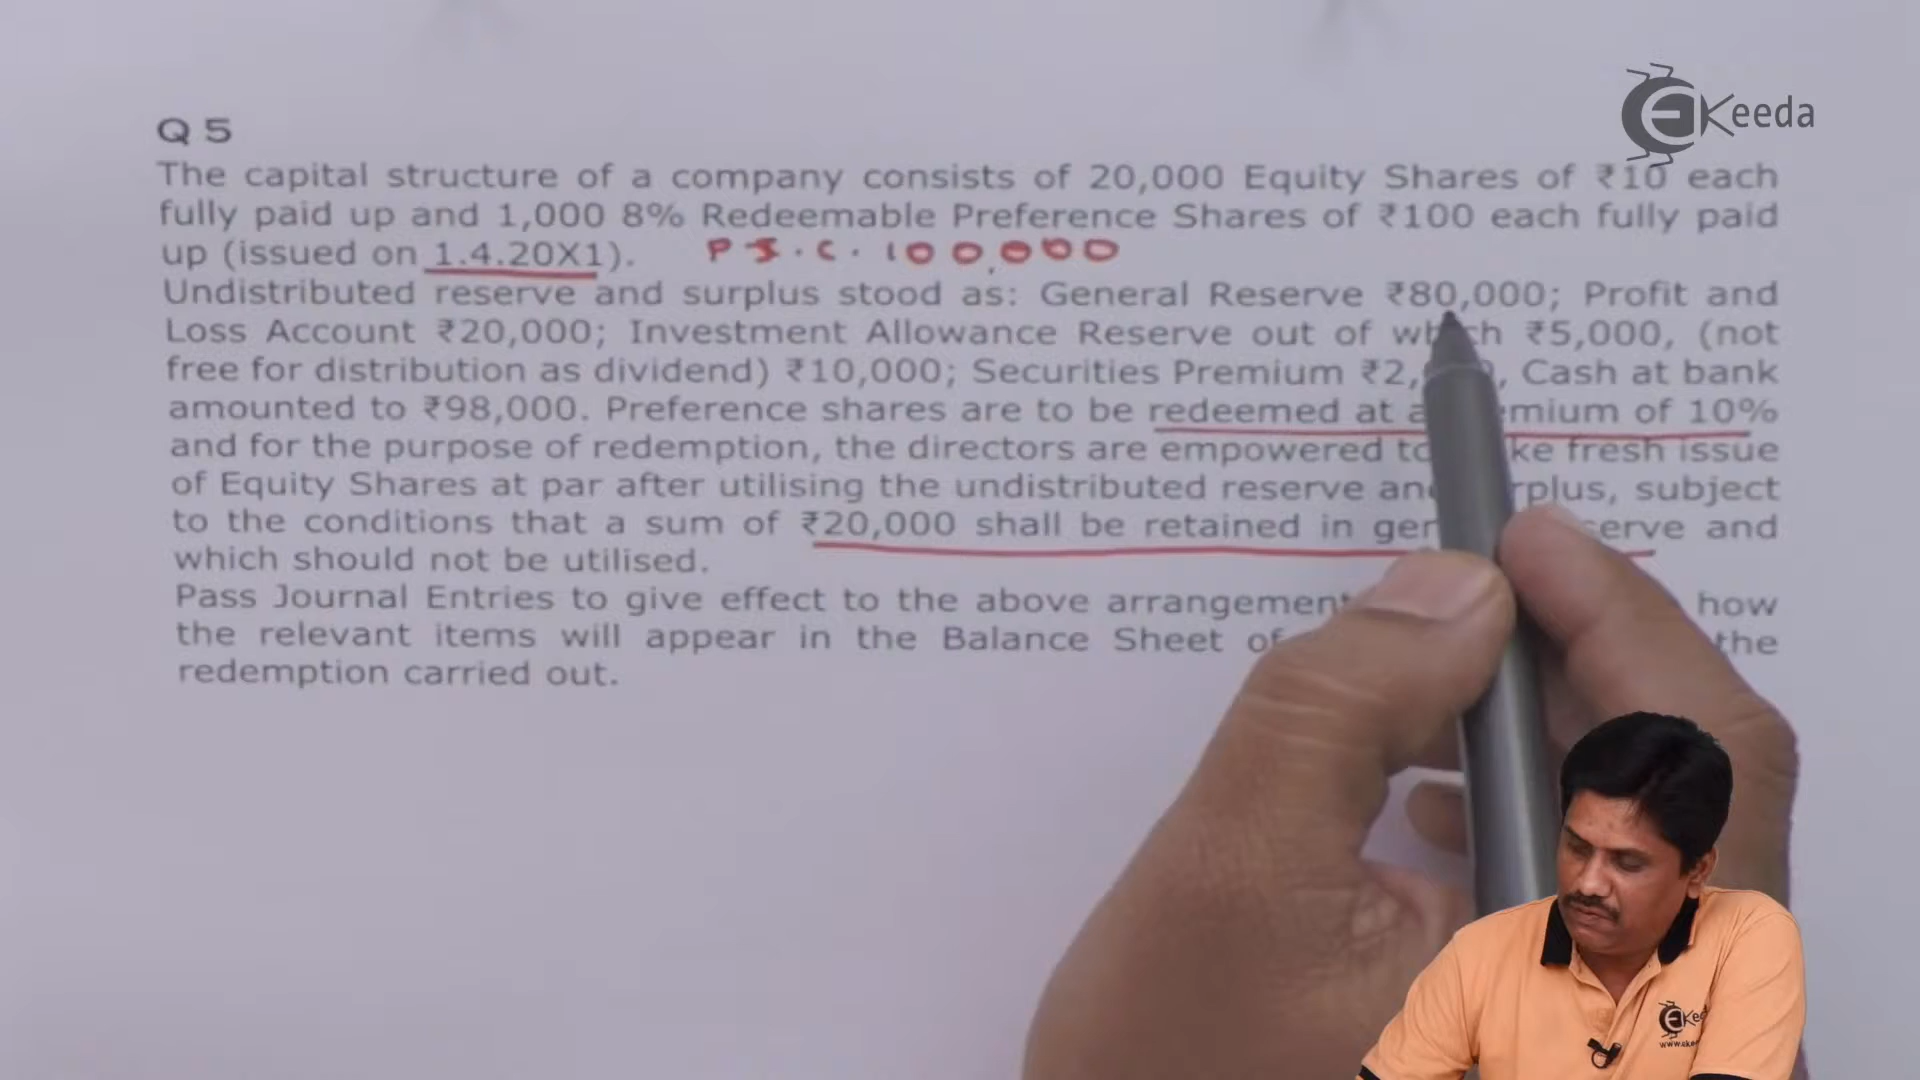 Keeda
Q 5
The capital structure of a company consists of 20,000 Equity Shares of ₹10 each
fully paid up and 1,000 8% Redeemable Preference Shares of ₹100 each fully paid
up (issued on 1.4.20X1). P S.C. 100,000
Undistributed reserve and surplus stood as: General Reserve ₹80,000; Profit and
Loss Account ₹20,000; Investment Allowance Reserve out of which ₹5,000, (not
free for distribution as dividend) ₹10,000; Securities Premium ₹2, Cash at bank
amounted to ₹98,000. Preference shares are to be redeemed at a mium of 10%
and for the purpose of redemption, the directors are empowered to ke fresh issue
of Equity Shares at par after utilising the undistributed reserve an rplus, subject
to the conditions that a sum of ₹20,000 shall be retained in gen erve and
which should not be utilised.
Pass Journal Entries to give effect to the above arrangement how
the relevant items will appear in the Balance Sheet of the
redemption carried out.